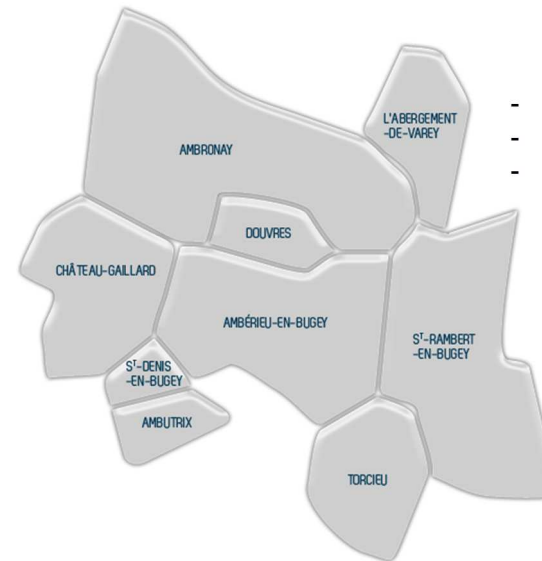 L'ABERGEMENT
-DE-VAREY
-
-
-
AMBRONAY
DOUVRES
CHÂTEAU-GAILLARD
AMBÉRIEU-EN-BUGEY
Sᵀ-RAMBERT
-EN-BUGEY
Sᵀ-DENIS
-EN-BUGEY
AMBUTRIX
TORCIEU